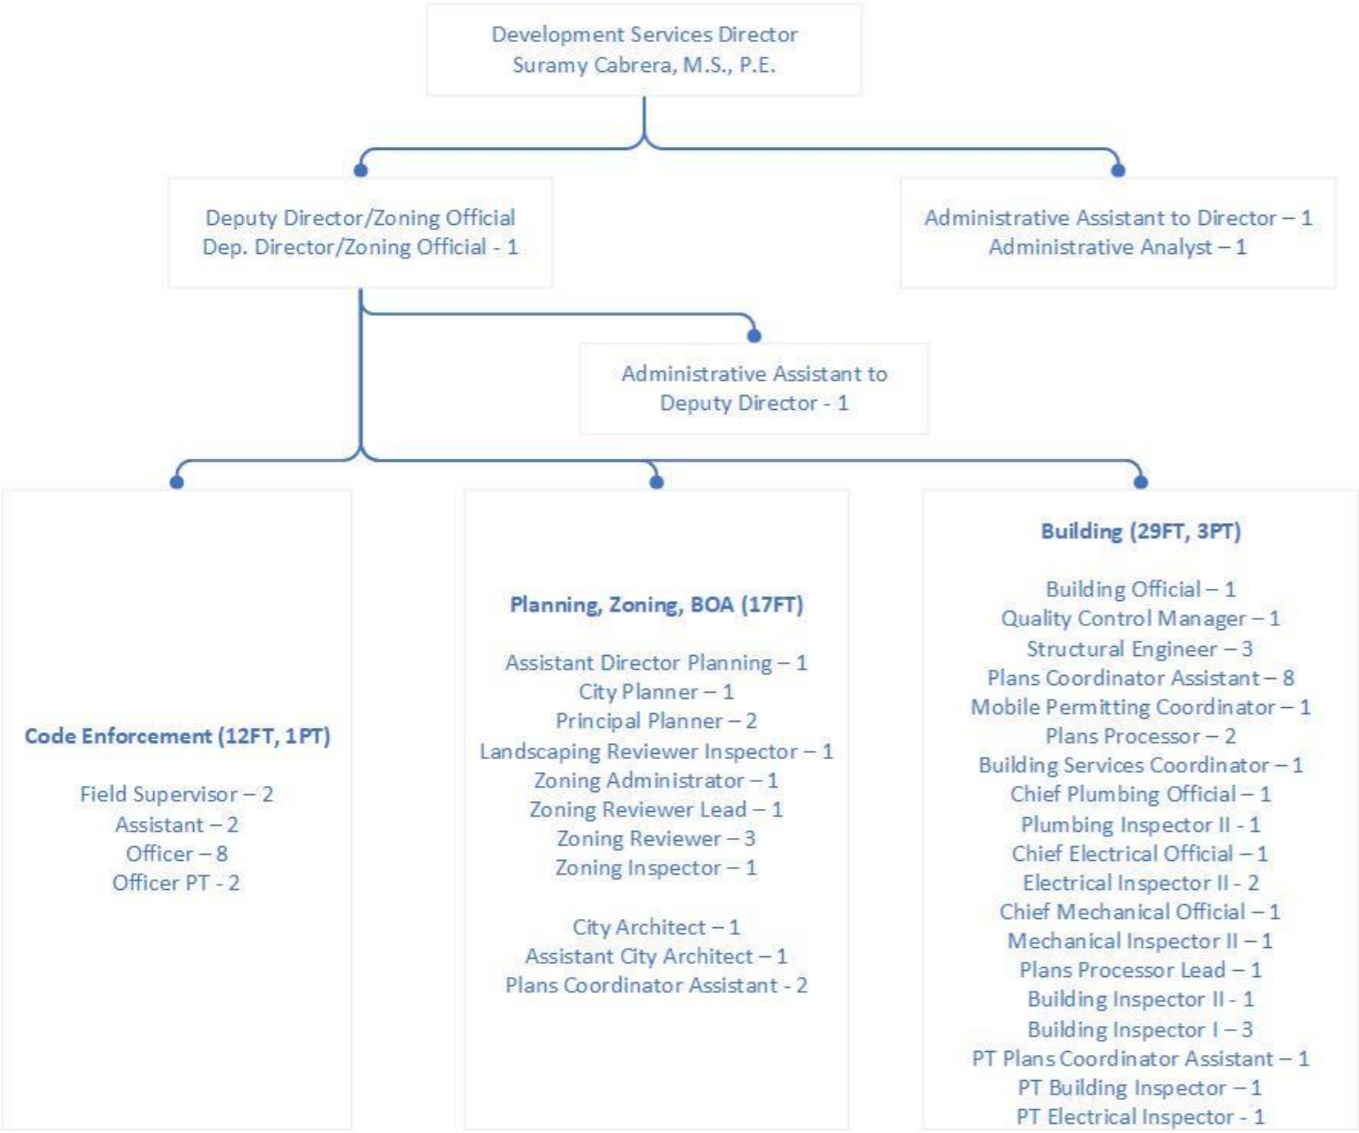 Development Services Director
Suramy Cabrera, M.S., P.E.
Deputy Director/Zoning Official
Dep. Director/Zoning Official - 1
Administrative Assistant to Director – 1
Administrative Analyst – 1
Administrative Assistant to
Deputy Director - 1
Code Enforcement (12FT, 1PT)
Field Supervisor – 2
Assistant – 2
Officer – 8
Officer PT - 2
Planning, Zoning, BOA (17FT)
Assistant Director Planning – 1
City Planner – 1
Principal Planner – 2
Landscaping Reviewer Inspector – 1
Zoning Administrator – 1
Zoning Reviewer Lead – 1
Zoning Reviewer – 3
Zoning Inspector – 1
City Architect – 1
Assistant City Architect – 1
Plans Coordinator Assistant - 2
Building (29FT, 3PT)
Building Official – 1
Quality Control Manager – 1
Structural Engineer – 3
Plans Coordinator Assistant – 8
Mobile Permitting Coordinator – 1
Plans Processor – 2
Building Services Coordinator – 1
Chief Plumbing Official – 1
Plumbing Inspector II - 1
Chief Electrical Official – 1
Electrical Inspector II - 2
Chief Mechanical Official – 1
Mechanical Inspector II – 1
Plans Processor Lead – 1
Building Inspector II - 1
Building Inspector I – 3
PT Plans Coordinator Assistant – 1
PT Building Inspector – 1
PT Electrical Inspector - 1